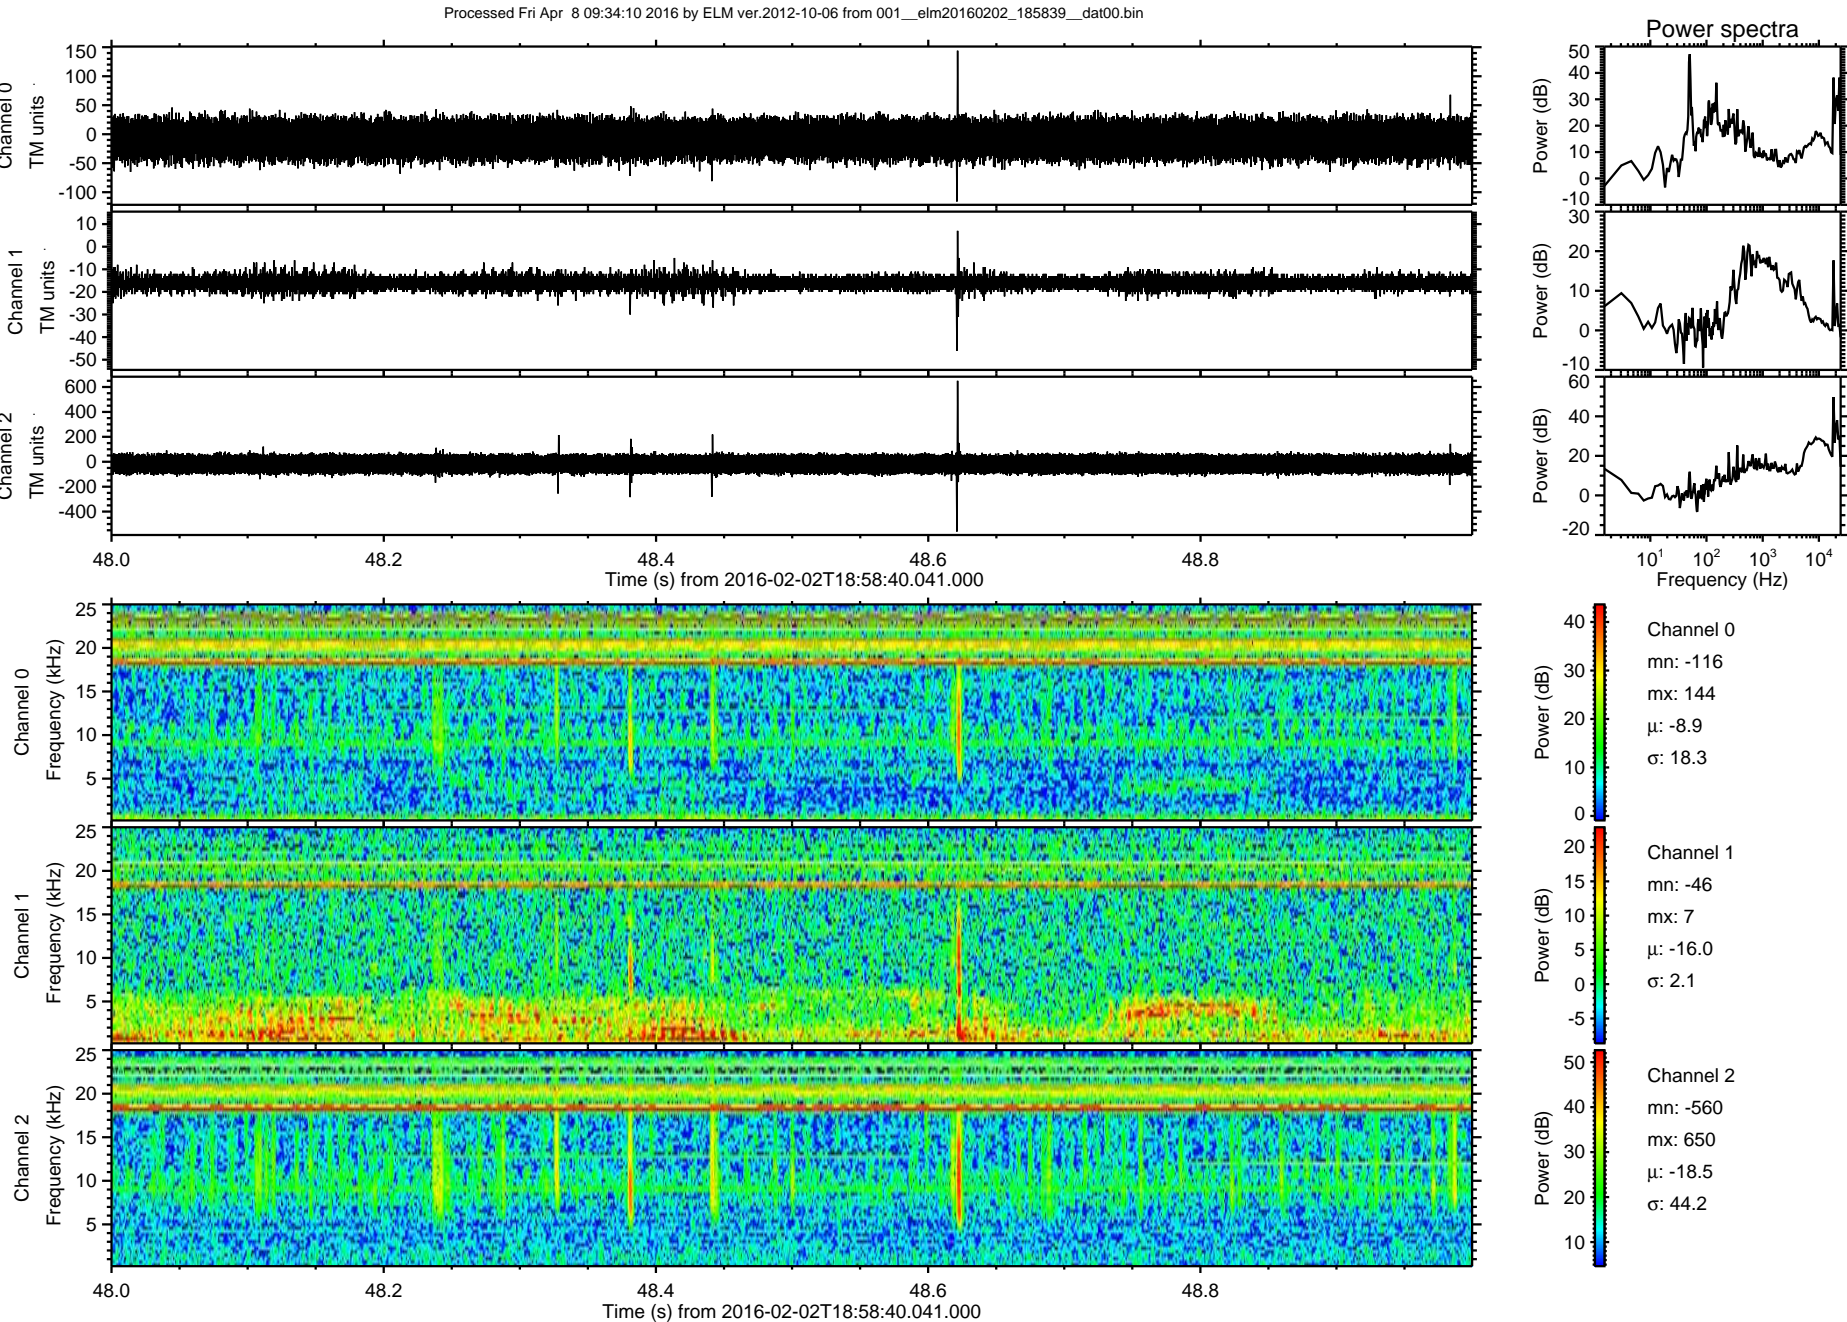 Processed Fri Apr  8 09:34:10 2016 by ELM ver.2012-10-06 from 001__elm20160202_185839__dat00.bin
Power spectra
Channel 0
TM units
150
100
50
0
-50
-100
Power (dB)
50
40
30
20
10
0
-10
Channel 1
TM units
10
0
-10
-20
-30
-40
-50
Power (dB)
30
20
10
0
-10
Channel 2
TM units
600
400
200
0
-200
-400
Power (dB)
60
40
20
0
-20
48.0 48.2 48.4 48.6 48.8
Time (s) from 2016-02-02T18:58:40.041.000
10^1 10^2 10^3 10^4
Frequency (Hz)
Channel 0
Frequency (kHz)
25
20
15
10
5
Power (dB)
40
30
20
10
0
Channel 0
mn: -116
mx: 144
μ: -8.9
σ: 18.3
Channel 1
Frequency (kHz)
25
20
15
10
5
Power (dB)
20
15
10
5
0
-5
Channel 1
mn: -46
mx: 7
μ: -16.0
σ: 2.1
Channel 2
Frequency (kHz)
25
20
15
10
5
Power (dB)
50
40
30
20
10
Channel 2
mn: -560
mx: 650
μ: -18.5
σ: 44.2
48.0 48.2 48.4 48.6 48.8
Time (s) from 2016-02-02T18:58:40.041.000